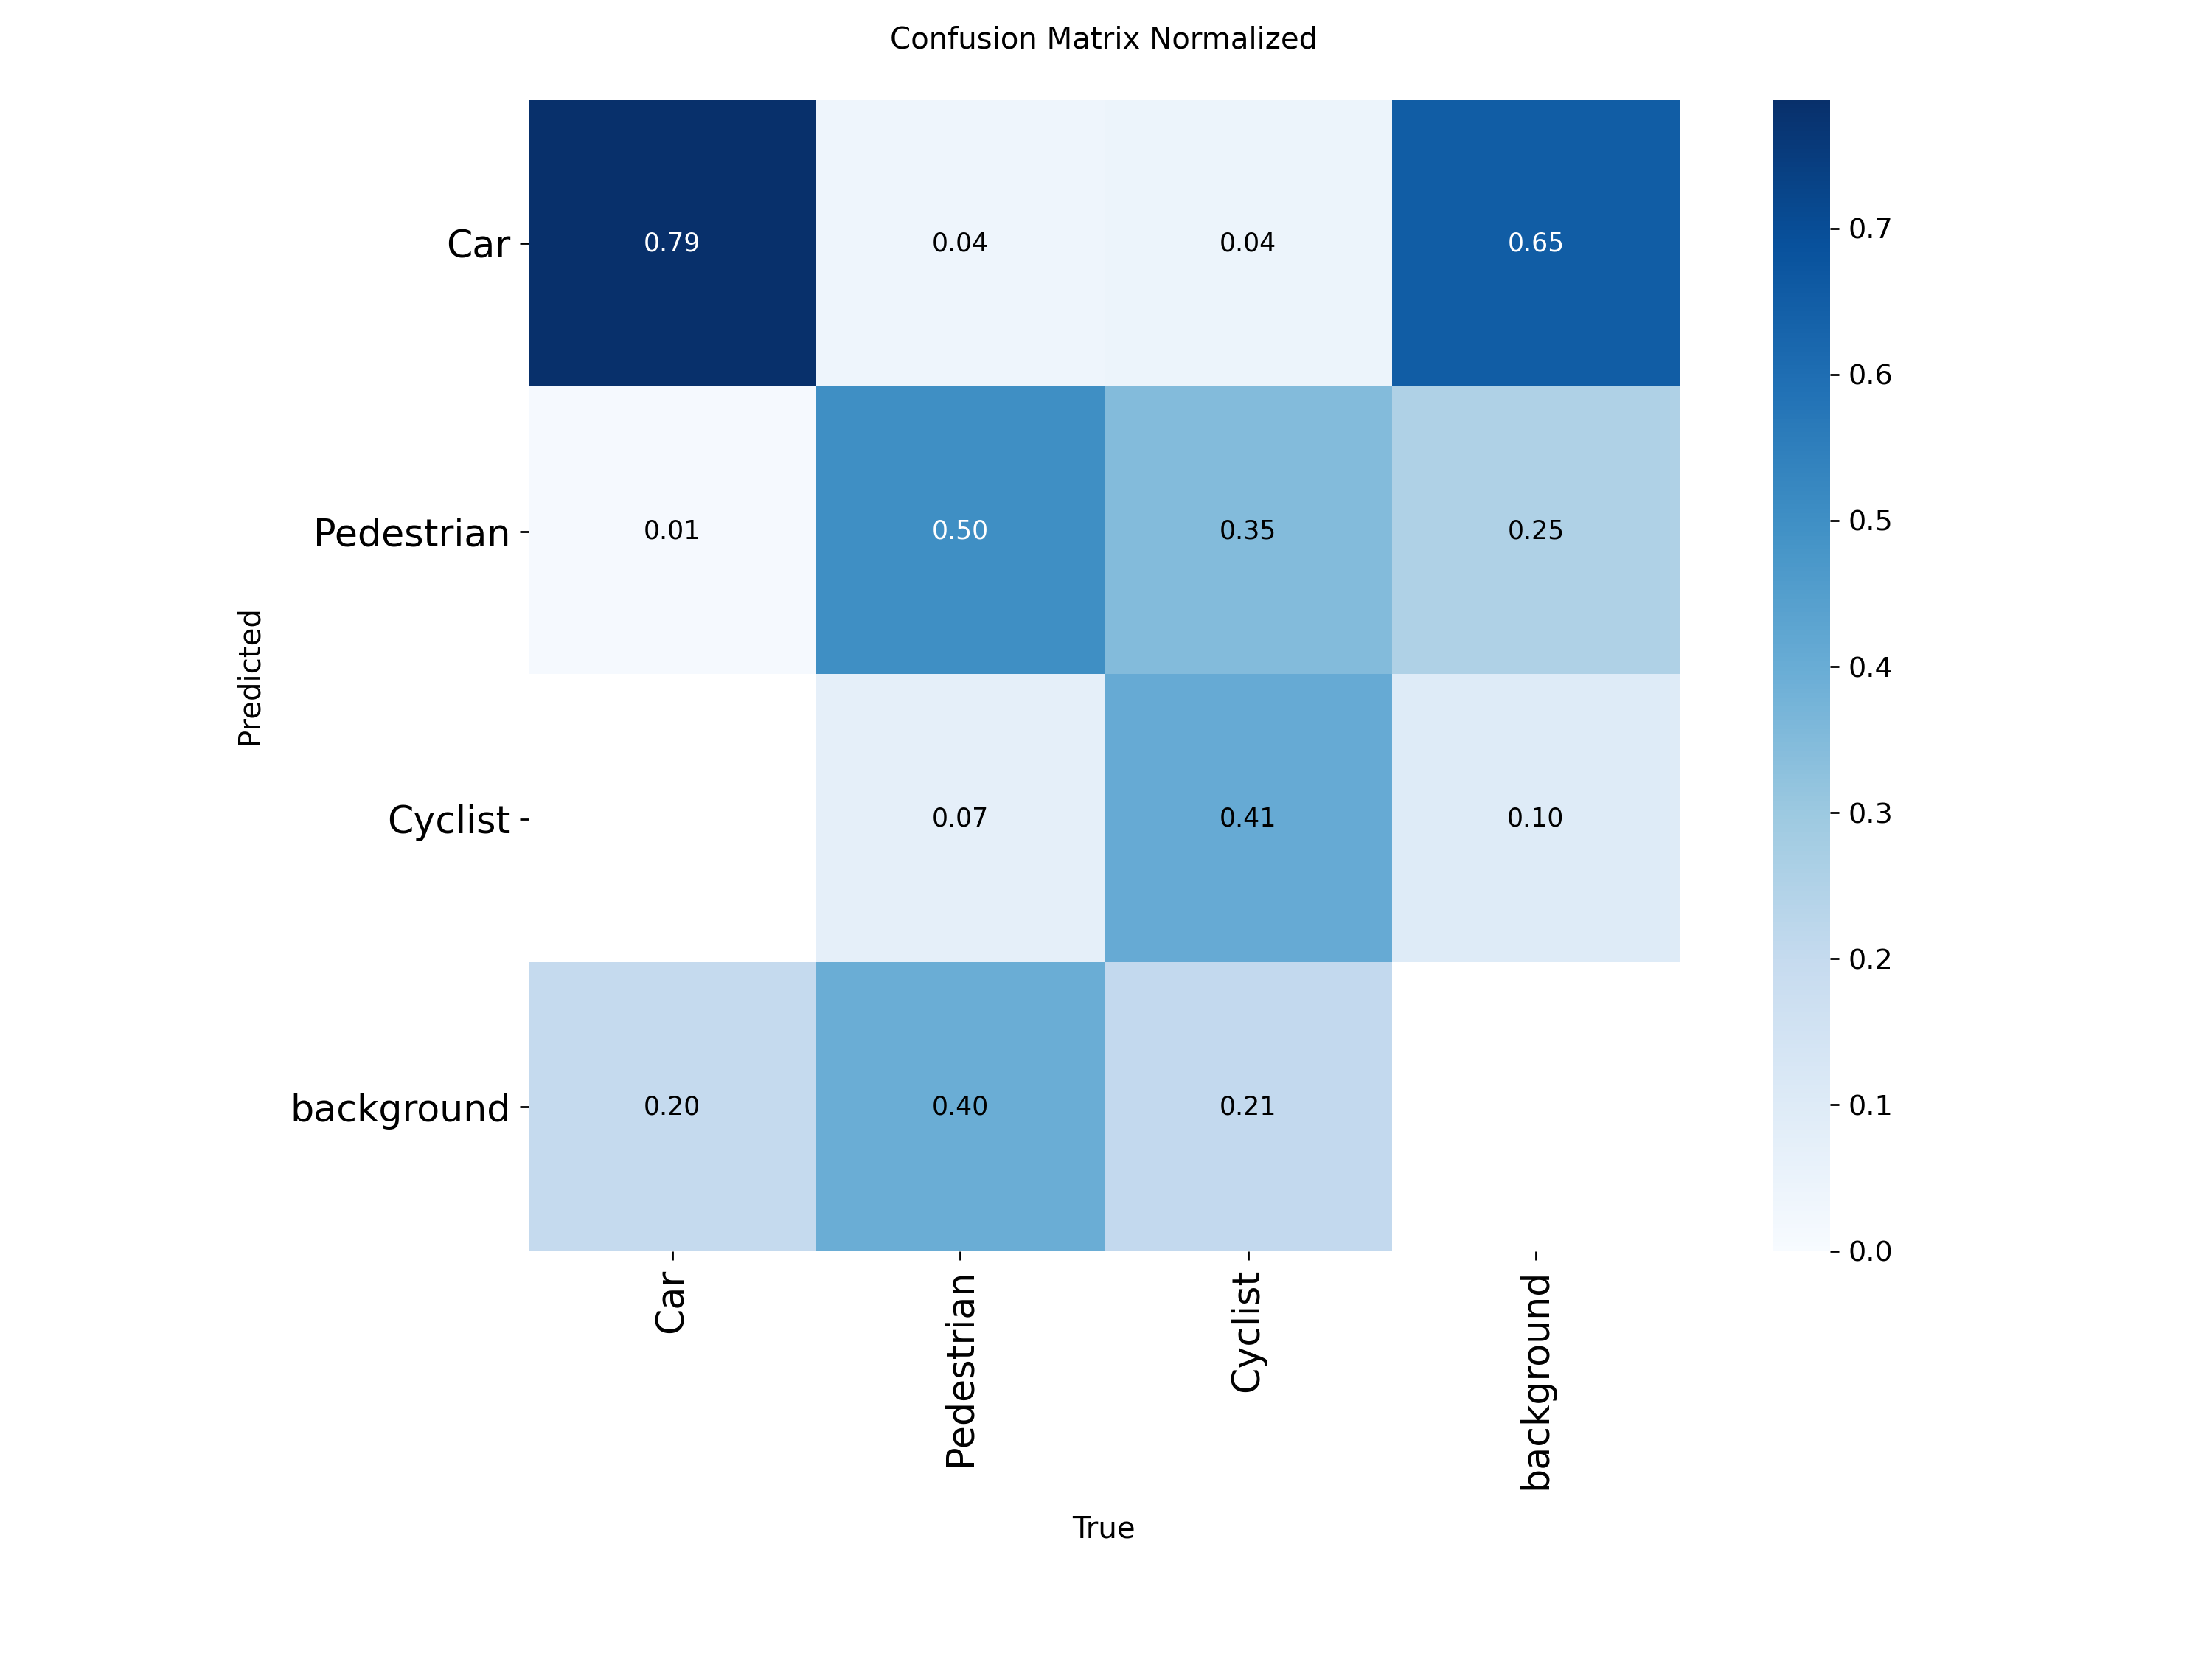 Confusion Matrix Normalized
Car
0.79
0.04
0.04
0.65
Pedestrian
0.01
0.50
0.35
0.25
Cyclist
0.07
0.41
0.10
background
0.20
0.40
0.21
Predicted
Car
Pedestrian
Cyclist
background
True
0.7
0.6
0.5
0.4
0.3
0.2
0.1
0.0